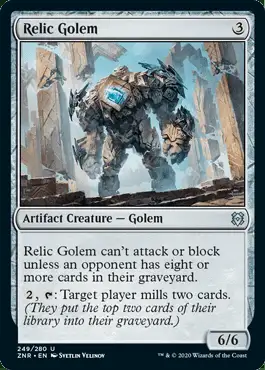 Relic Golem 3
Artifact Creature — Golem
Relic Golem can't attack or block
unless an opponent has eight or
more cards in their graveyard.
2, T: Target player mills two cards.
(They put the top two cards of their
library into their graveyard.)
6/6
249/280 U
ZNR • EN SVETLIN VELINOV
™ & © 2020 Wizards of the Coast